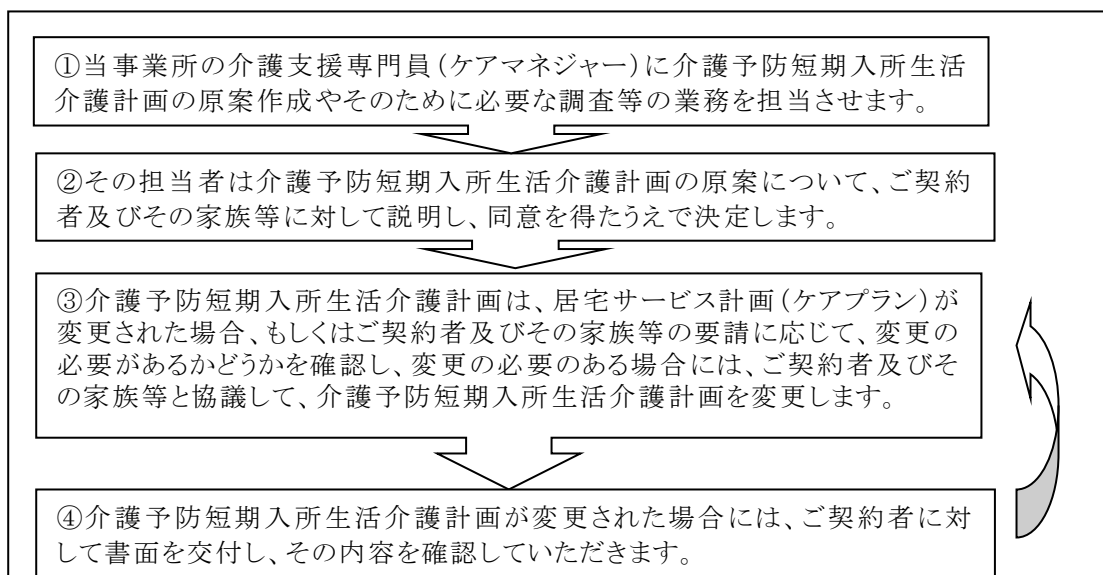 ①当事業所の介護支援専門員(ケアマネジャー)に介護予防短期入所生活
介護計画の原案作成やそのために必要な調査等の業務を担当させます。
②その担当者は介護予防短期入所生活介護計画の原案について、ご契約
者及びその家族等に対して説明し、同意を得たうえで決定します。
③介護予防短期入所生活介護計画は、居宅サービス計画(ケアプラン)が
変更された場合、もしくはご契約者及びその家族等の要請に応じて、変更の
必要があるかどうかを確認し、変更の必要のある場合には、ご契約者及びそ
の家族等と協議して、介護予防短期入所生活介護計画を変更します。
④介護予防短期入所生活介護計画が変更された場合には、ご契約者に対
して書面を交付し、その内容を確認していただきます。